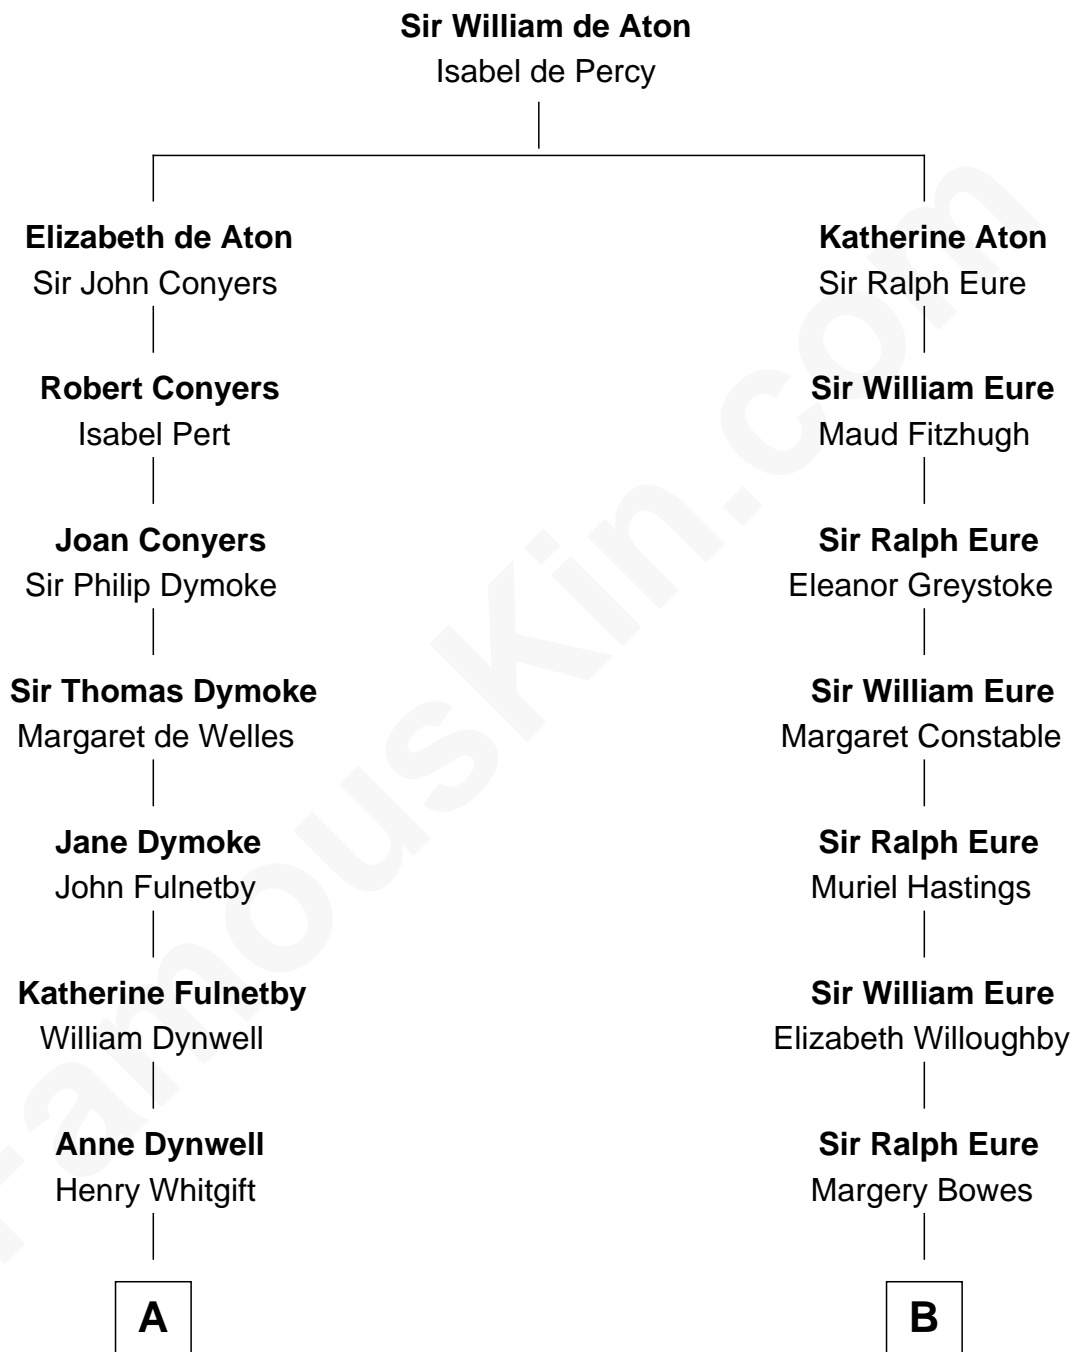 Sir William de Aton
Isabel de Percy
Elizabeth de Aton
Sir John Conyers
Robert Conyers
Isabel Pert
Joan Conyers
Sir Philip Dymoke
Sir Thomas Dymoke
Margaret de Welles
Jane Dymoke
John Fulnetby
Katherine Fulnetby
William Dynwell
Anne Dynwell
Henry Whitgift
A
Katherine Aton
Sir Ralph Eure
Sir William Eure
Maud Fitzhugh
Sir Ralph Eure
Eleanor Greystoke
Sir William Eure
Margaret Constable
Sir Ralph Eure
Muriel Hastings
Sir William Eure
Elizabeth Willoughby
Sir Ralph Eure
Margery Bowes
B
FamousKin.com